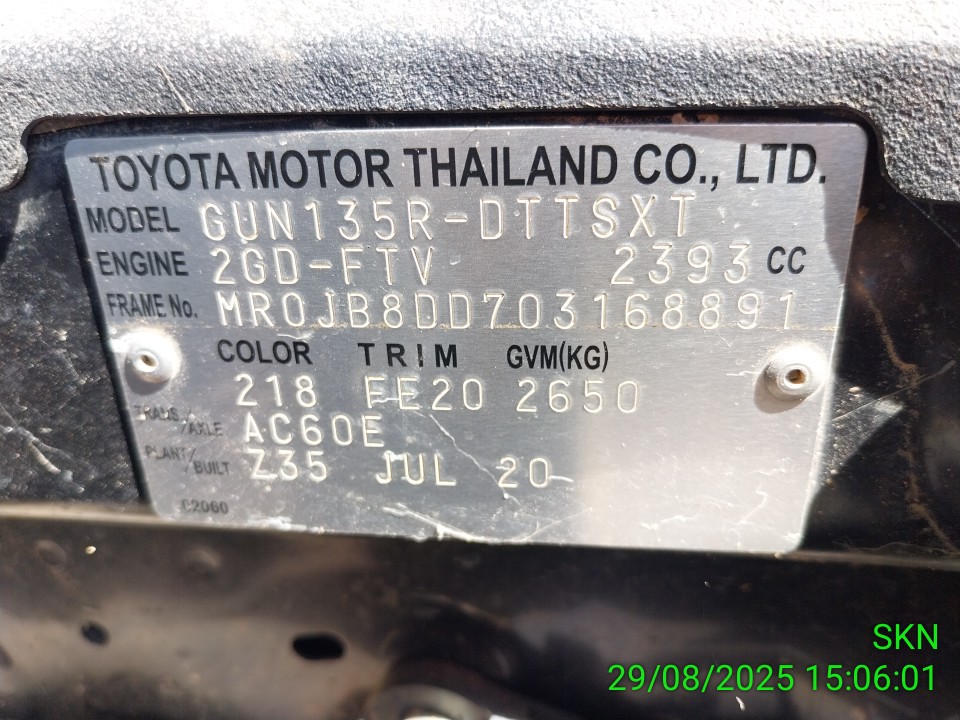 TOYOTA MOTOR THAILAND CO., LTD.
MODEL GUN135R-DTTSXT
ENGINE 2GD-FTV 2393 CC
FRAME No. MR0JB8DD703168891
COLOR TRIM GVM(KG)
218 FE20 2650
TRANS./AXLE AC60E
PLANT/BUILT Z35 JUL 20
C2060
SKN
29/08/2025 15:06:01